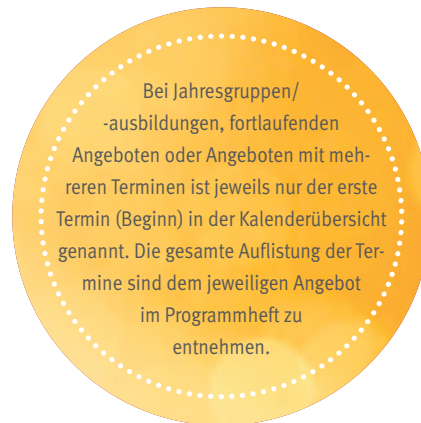 Bei Jahresgruppen/
-ausbildungen, fortlaufenden
Angeboten oder Angeboten mit meh-
reren Terminen ist jeweils nur der erste
Termin (Beginn) in der Kalenderübersicht
genannt. Die gesamte Auflistung der Ter-
mine sind dem jeweiligen Angebot
im Programmheft zu
entnehmen.